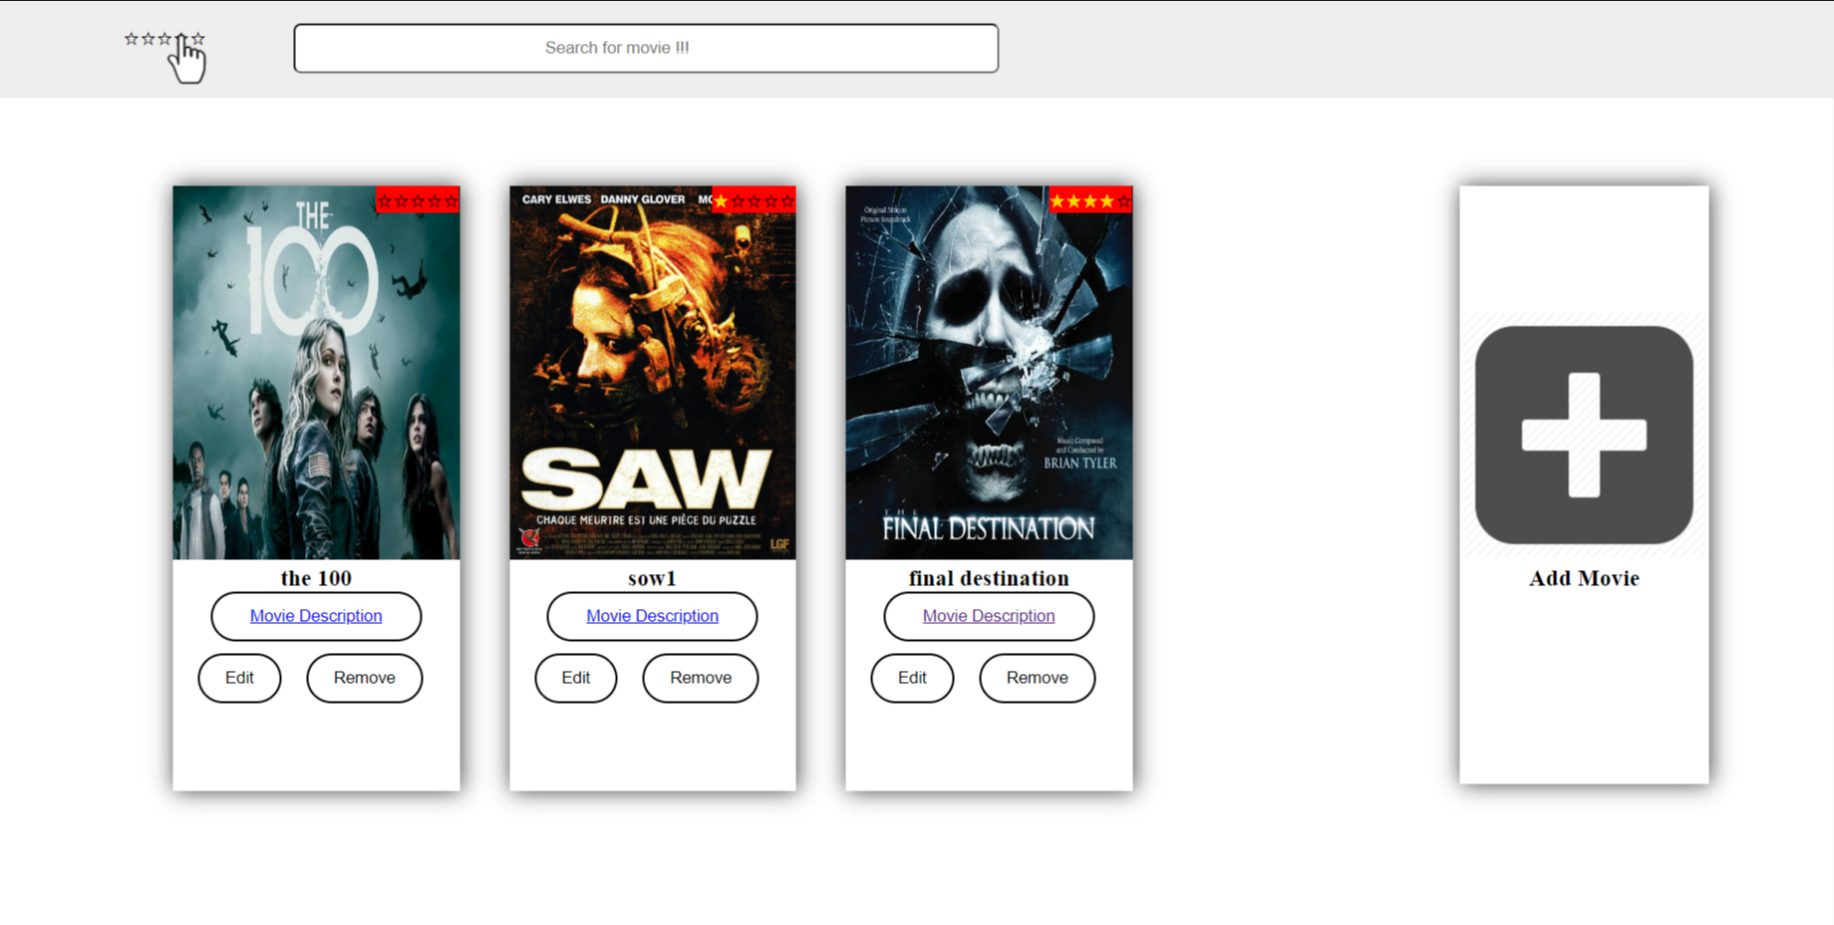 ☆☆☆☆☆
Search for movie !!!
☆☆☆☆☆
THE
100
CARY ELWES DANNY GLOVER MO
★☆☆☆☆
SAW
CHAQUE MEURTRE EST UNE PIÈCE DU PUZZLE
LGF
★★★★☆
Original Motion
Picture Soundtrack
Music Composed
and Conducted by
BRIAN TYLER
THE
FINAL DESTINATION
the 100
Movie Description
Edit Remove
sow1
Movie Description
Edit Remove
final destination
Movie Description
Edit Remove
Add Movie